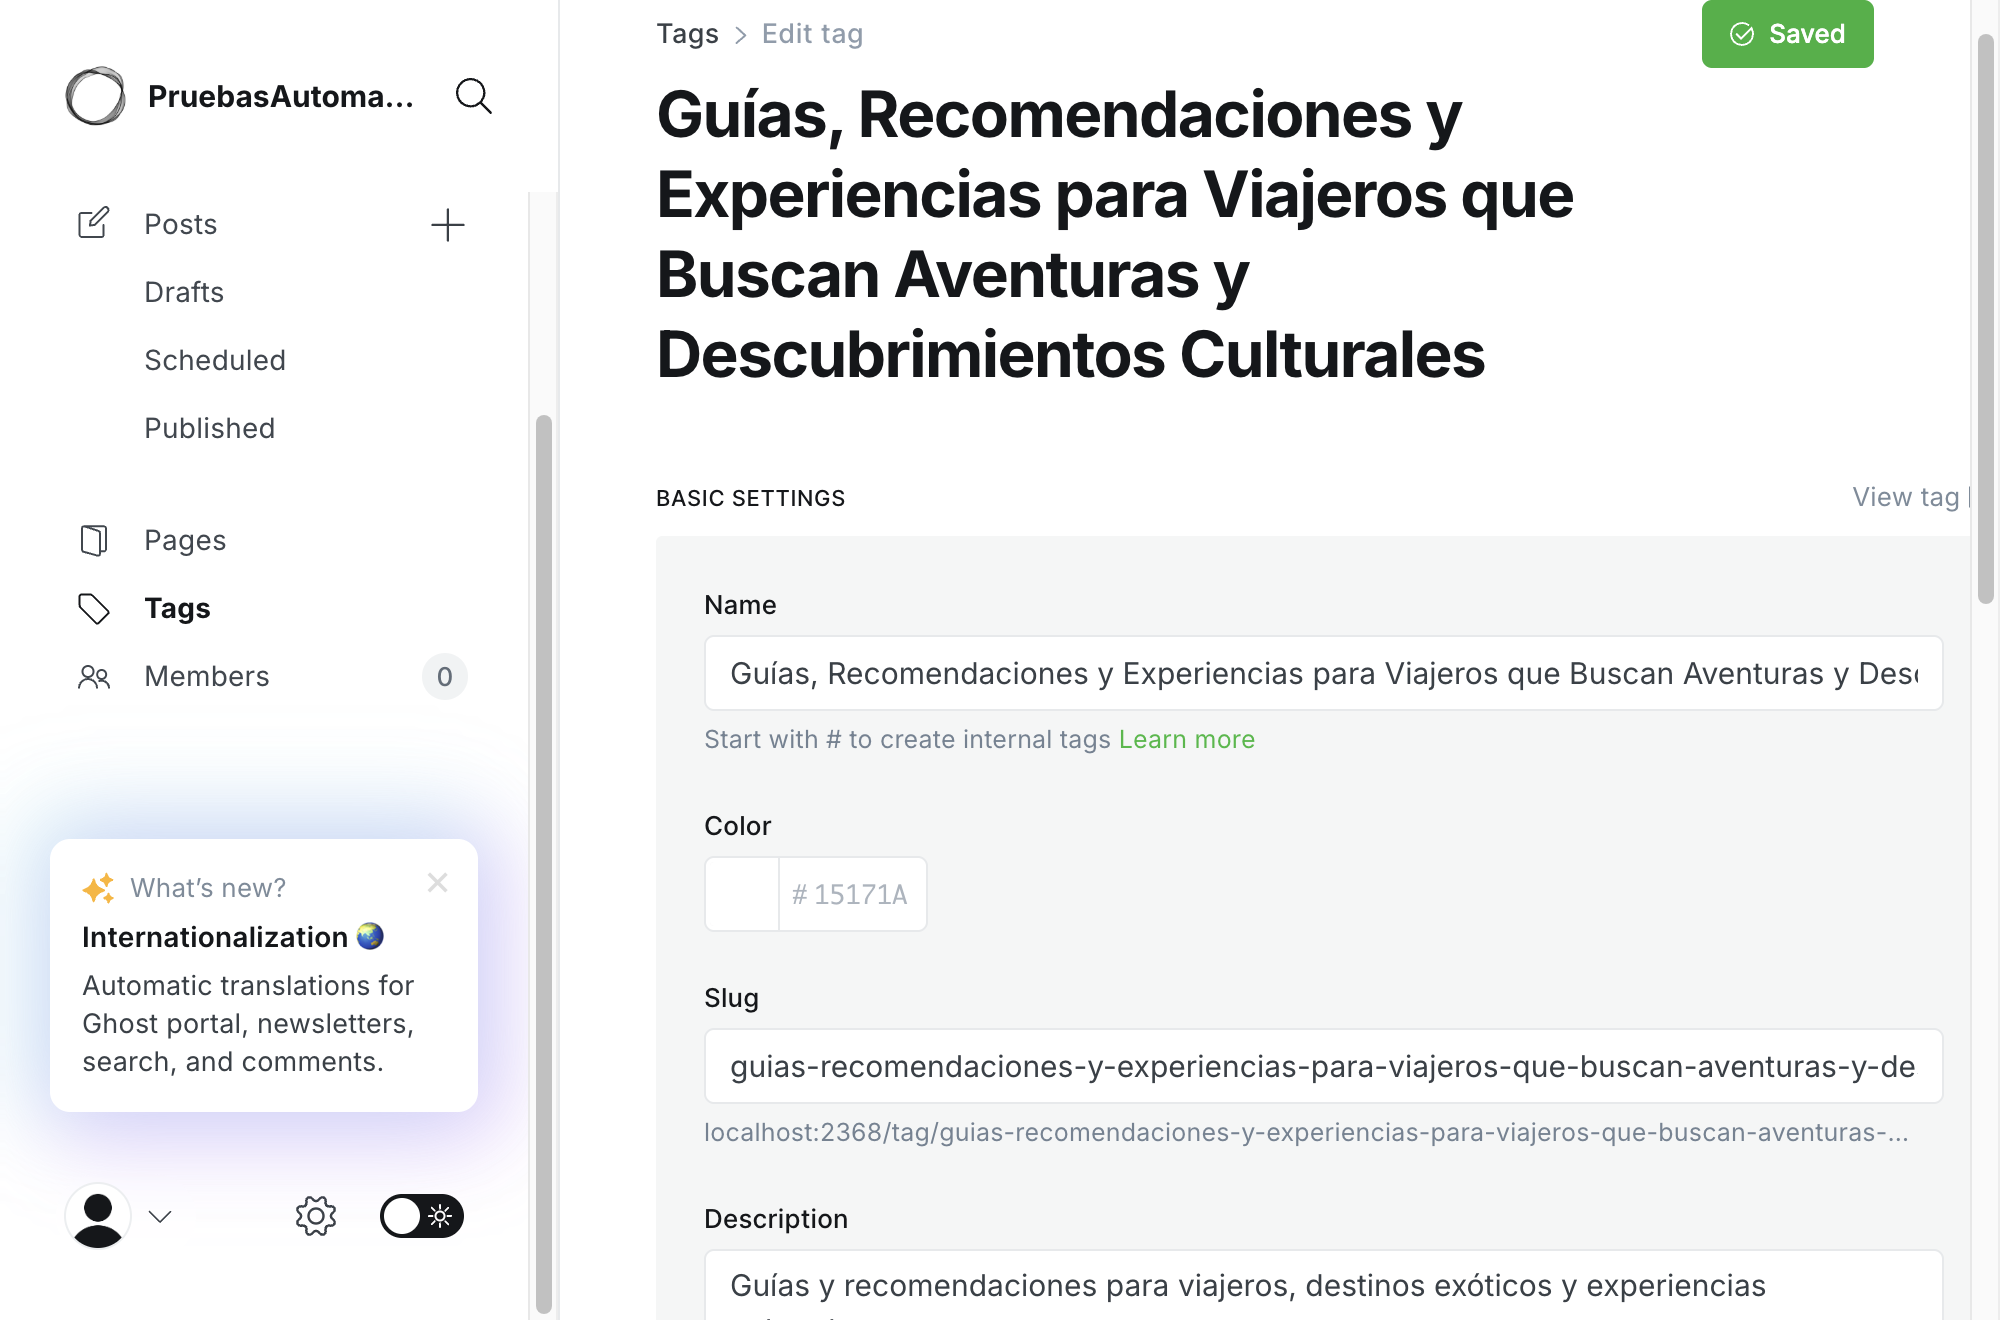 PruebasAutoma...
Posts
Drafts
Scheduled
Published
Pages
Tags
Members
0
What's new?
Internationalization
Automatic translations for
Ghost portal, newsletters,
search, and comments.
Tags > Edit tag
Saved
Guías, Recomendaciones y
Experiencias para Viajeros que
Buscan Aventuras y
Descubrimientos Culturales
BASIC SETTINGS
View tag
Name
Guías, Recomendaciones y Experiencias para Viajeros que Buscan Aventuras y
Start with # to create internal tags Learn more
Color
# 15171A
Slug
guias-recomendaciones-y-experiencias-para-viajeros-que-buscan-aventuras-y-de
localhost:2368/tag/guias-recomendaciones-y-experiencias-para-viajeros-que-buscan-aventuras-...
Description
Guías y recomendaciones para viajeros, destinos exóticos y experiencias